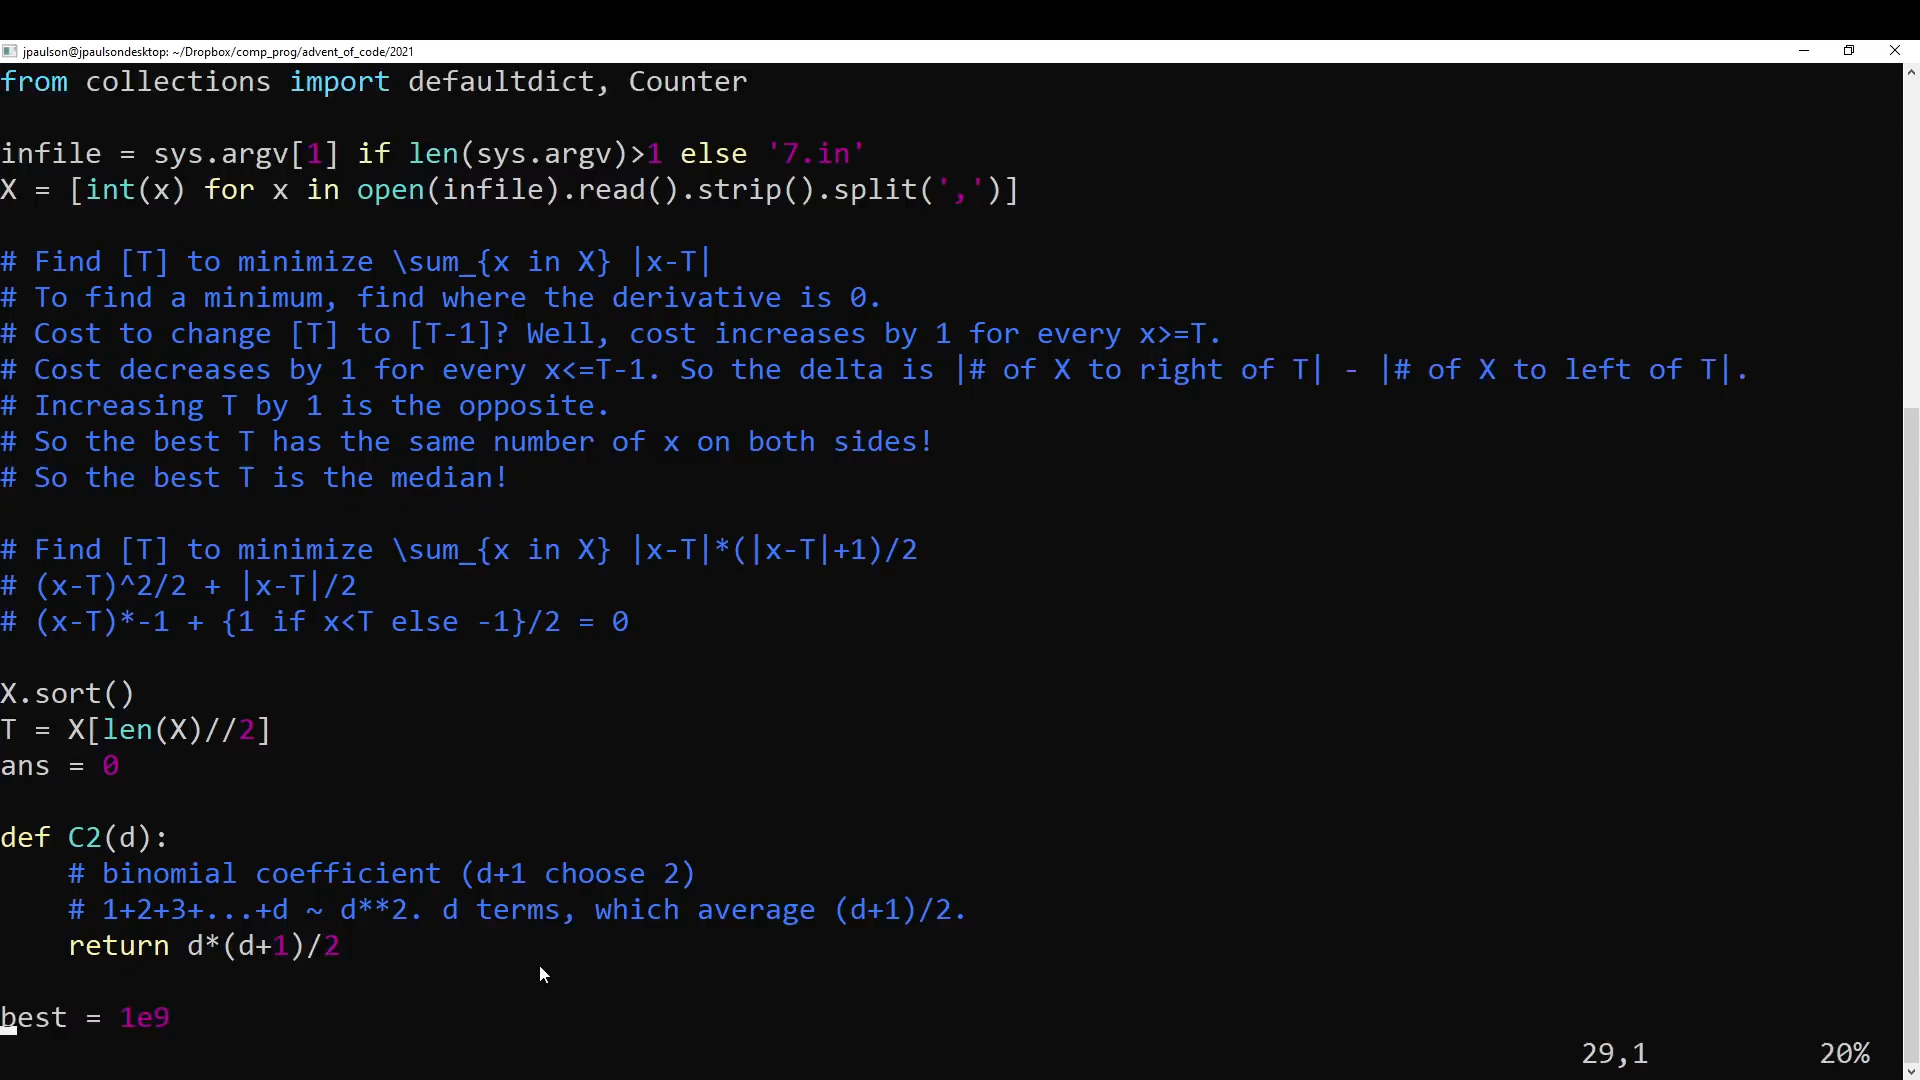 jpaulson@jpaulsondesktop: ~/Dropbox/comp_prog/advent_of_code/2021
from collections import defaultdict, Counter
infile = sys.argv[1] if len(sys.argv)>1 else '7.in'
X = [int(x) for x in open(infile).read().strip().split(',')]
# Find [T] to minimize \sum_{x in X} |x-T|
# To find a minimum, find where the derivative is 0.
# Cost to change [T] to [T-1]? Well, cost increases by 1 for every x>=T.
# Cost decreases by 1 for every x<=T-1. So the delta is |# of X to right of T| - |# of X to left of T|.
# Increasing T by 1 is the opposite.
# So the best T has the same number of x on both sides!
# So the best T is the median!
# Find [T] to minimize \sum_{x in X} |x-T|*(|x-T|+1)/2
# (x-T)^2/2 + |x-T|/2
# (x-T)*-1 + {1 if x<T else -1}/2 = 0
X.sort()
T = X[len(X)//2]
ans = 0
def C2(d):
    # binomial coefficient (d+1 choose 2)
    # 1+2+3+...+d ~ d**2. d terms, which average (d+1)/2.
    return d*(d+1)/2
best = 1e9
29,1 20%